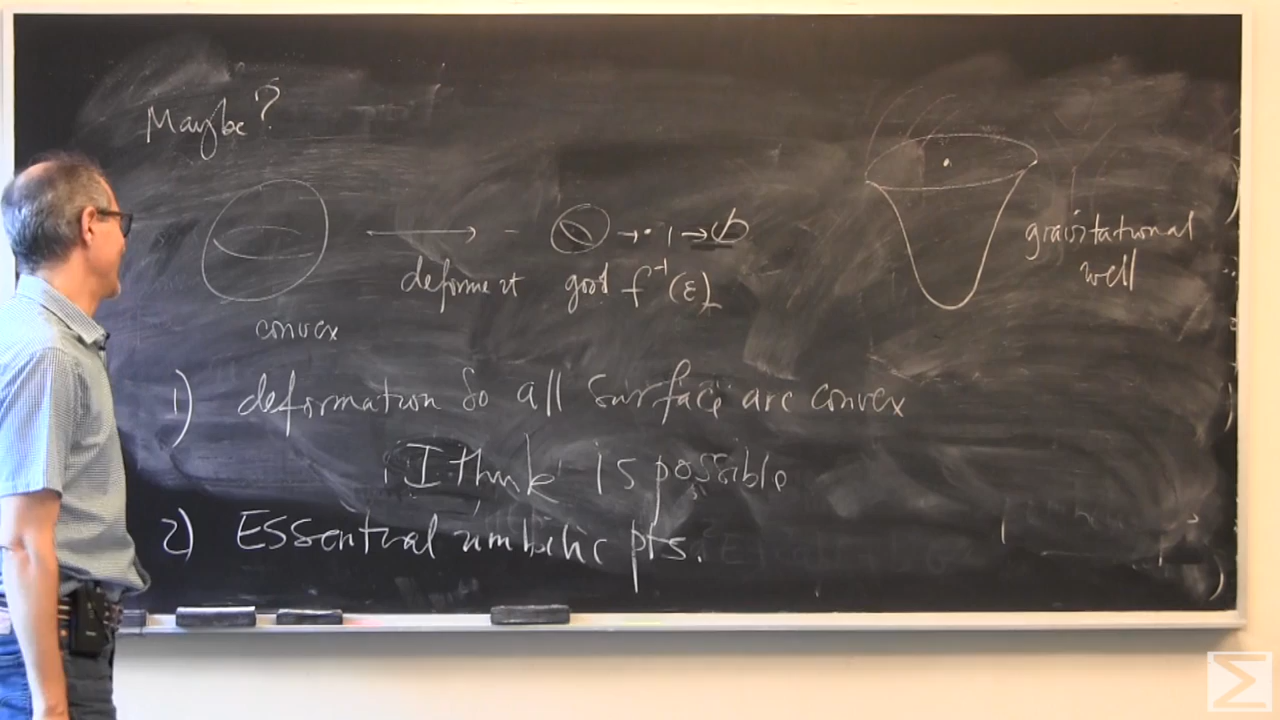 Maybe?
deform it good f⁻¹(ε)
convex
gravitational
well
1) deformation so all surface are convex
I think is possible
2) Essential umbilic pts.